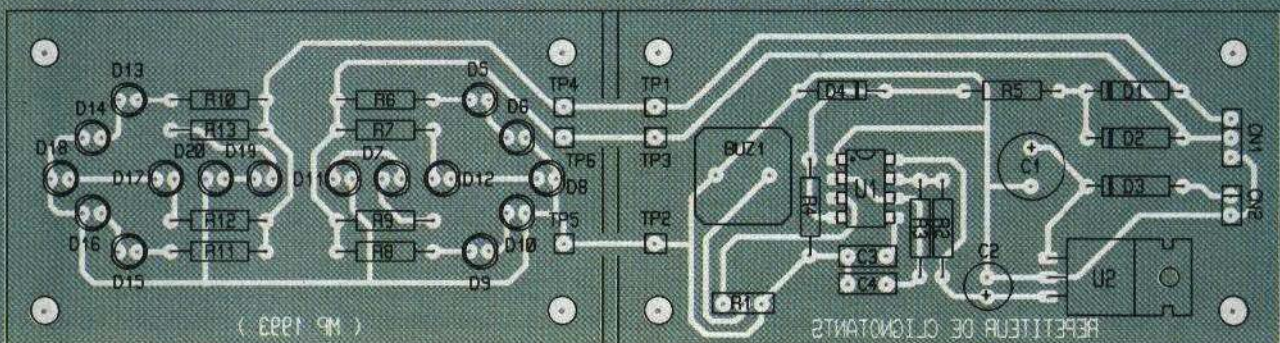 D13
D14
D18
D16
D15
D17
D20
D19
R10
R13
R12
R11
D11
D7
D12
R6
R7
R9
R8
D5
D6
D8
D10
D9
TP4
TP6
TP5
TP1
TP3
TP2
BUZ1
D4
R5
D1
D2
D3
CN1
CN2
C1
U1
R4
C3
C4
C2
U2
R1
( MP 1993 )
REPETITEUR DE CLIGNOTANTS